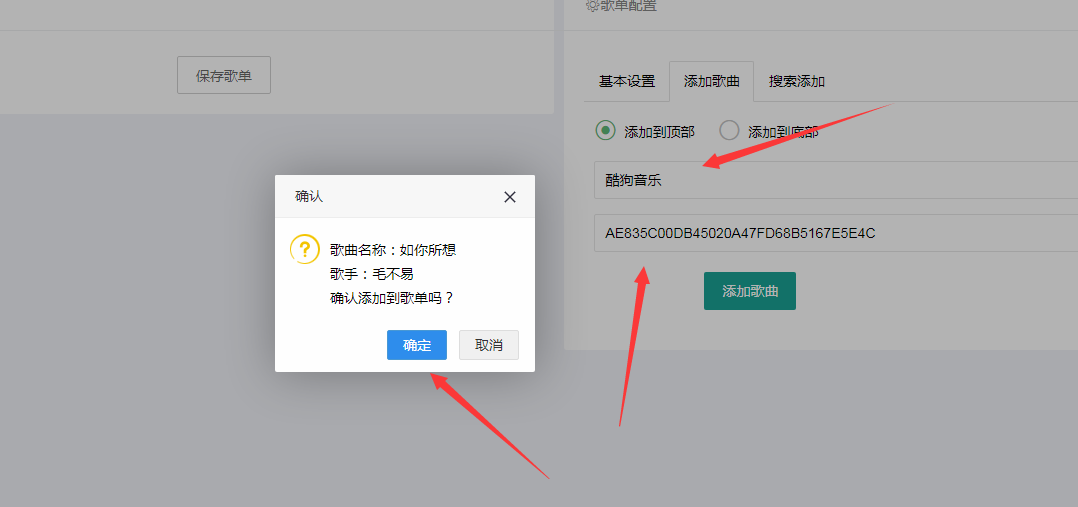 歌单配置
保存歌单
基本设置
添加歌曲
搜索添加
添加到顶部
添加到底部
酷狗音乐
AE835C00DB45020A47FD68B5167E5E4C
添加歌曲
确认
歌曲名称：如你所想
歌手：毛不易
确认添加到歌单吗？
确定
取消